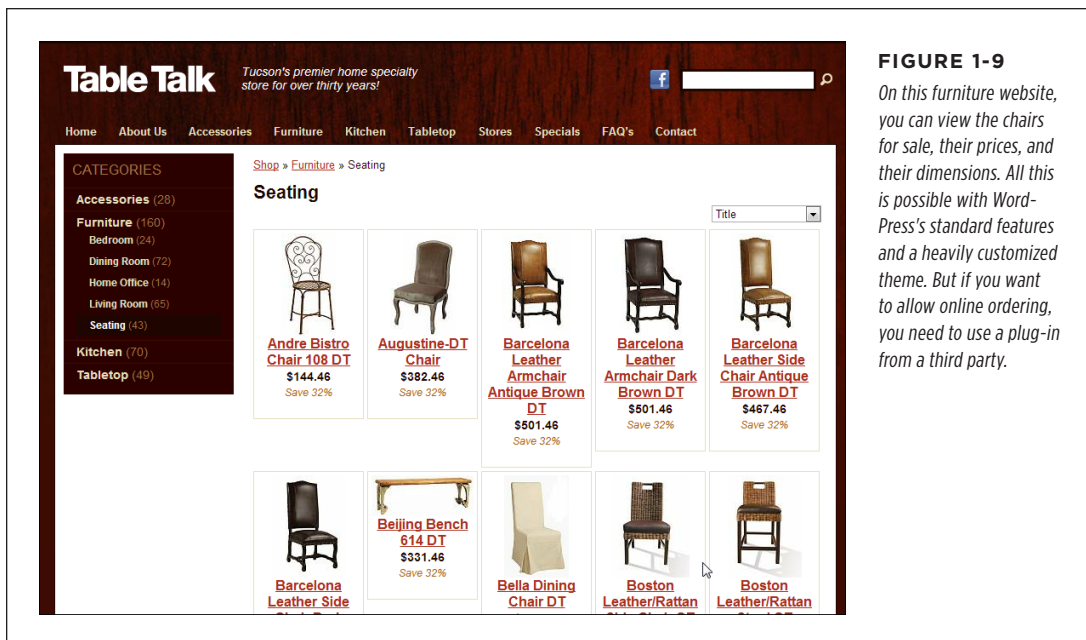 Table Talk
Tucson's premier home specialty
store for over thirty years!
f
Home About Us Accessories Furniture Kitchen Tabletop Stores Specials FAQ's Contact
CATEGORIES
Accessories (28)
Furniture (160)
Bedroom (24)
Dining Room (72)
Home Office (14)
Living Room (65)
Seating (43)
Kitchen (70)
Tabletop (49)
Shop » Furniture » Seating
Seating
Title
Andre Bistro
Chair 108 DT
$144.46
Save 32%
Augustine-DT
Chair
$382.46
Save 32%
Barcelona
Leather
Armchair
Antique Brown
DT
$501.46
Save 32%
Barcelona
Leather
Armchair Dark
Brown DT
$501.46
Save 32%
Barcelona
Leather Side
Chair Antique
Brown DT
$467.46
Save 32%
Barcelona
Leather Side
Beijing Bench
614 DT
$331.46
Save 32%
Bella Dining
Chair DT
Boston
Leather/Rattan
Boston
Leather/Rattan
FIGURE 1-9
On this furniture website,
you can view the chairs
for sale, their prices, and
their dimensions. All this
is possible with Word-
Press's standard features
and a heavily customized
theme. But if you want
to allow online ordering,
you need to use a plug-in
from a third party.